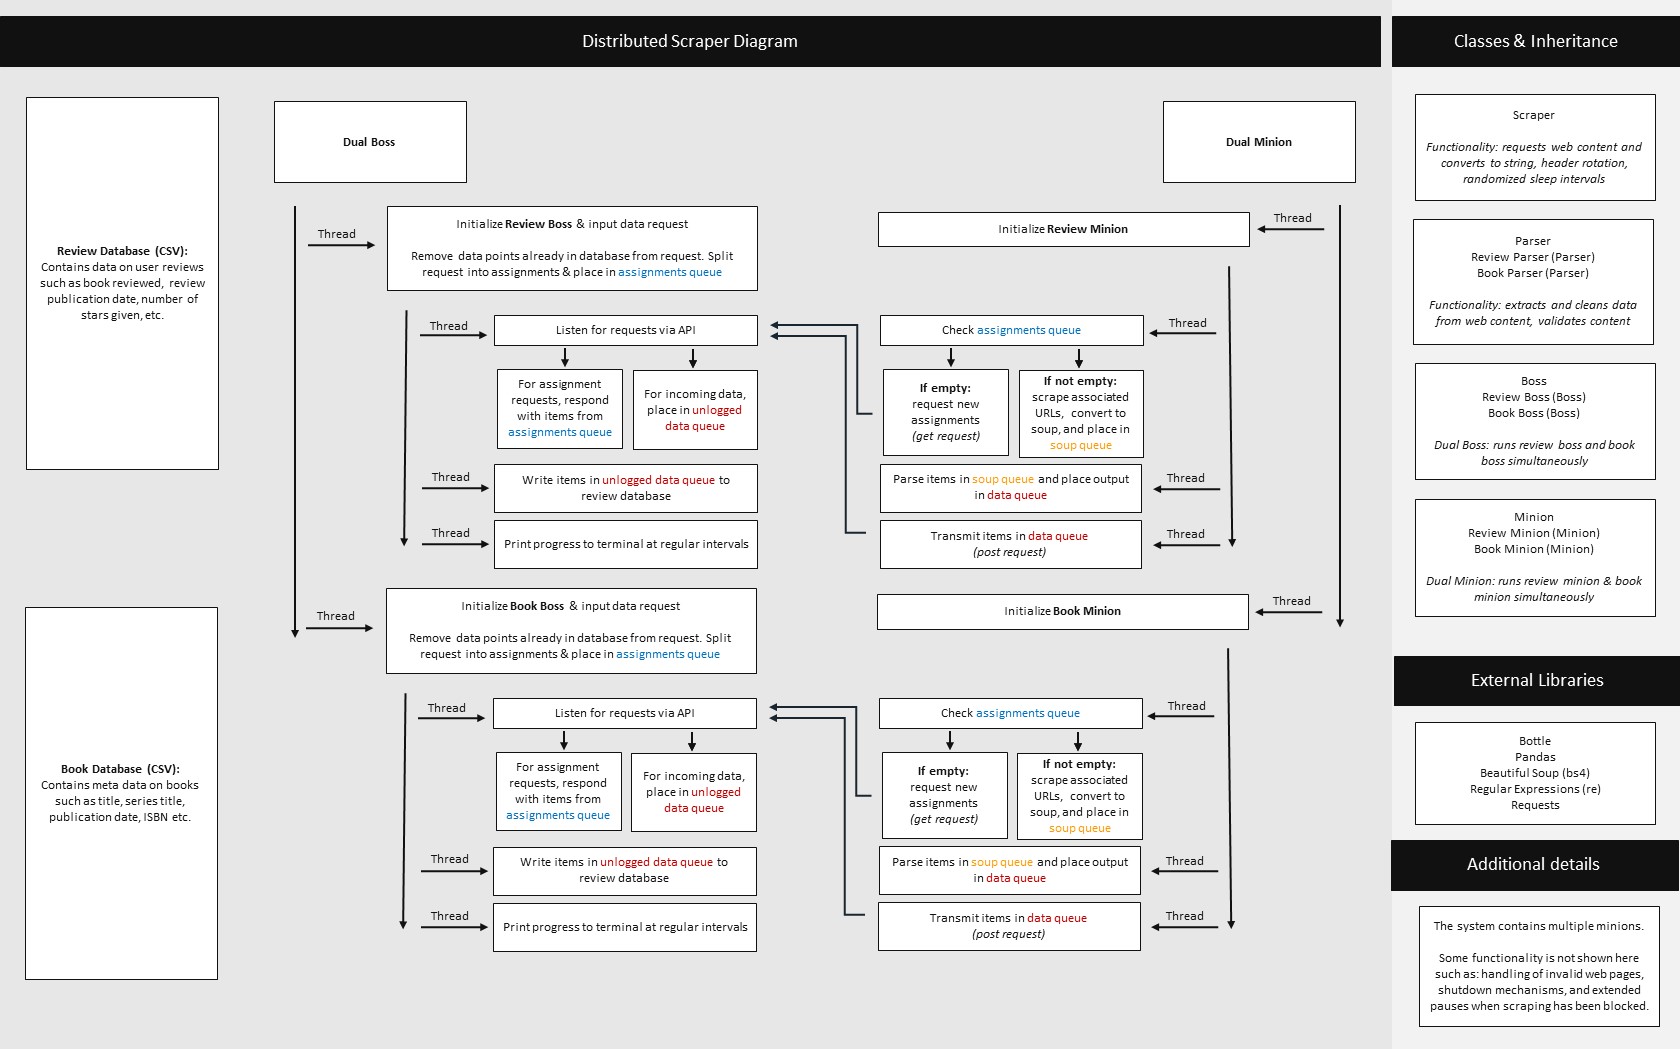 Distributed Scraper Diagram
Review Database (CSV):
Contains data on user reviews
such as book reviewed, review
publication date, number of
stars given, etc.
Book Database (CSV):
Contains meta data on books
such as title, series title,
publication date, ISBN etc.
Dual Boss
Thread
Initialize Review Boss & input data request
Remove data points already in database from request. Split
request into assignments & place in assignments queue
Thread
Listen for requests via API
For assignment
requests, respond
with items from
assignments queue
For incoming data,
place in unlogged
data queue
Thread
Write items in unlogged data queue to
review database
Thread
Print progress to terminal at regular intervals
Thread
Initialize Book Boss & input data request
Remove data points already in database from request. Split
request into assignments & place in assignments queue
Thread
Listen for requests via API
For assignment
requests, respond
with items from
assignments queue
For incoming data,
place in unlogged
data queue
Thread
Write items in unlogged data queue to
review database
Thread
Print progress to terminal at regular intervals
Dual Minion
Initialize Review Minion
Thread
Check assignments queue
Thread
If empty:
request new
assignments
(get request)
If not empty:
scrape associated
URLs, convert to
soup, and place in
soup queue
Parse items in soup queue and place output
in data queue
Thread
Transmit items in data queue
(post request)
Thread
Initialize Book Minion
Thread
Check assignments queue
Thread
If empty:
request new
assignments
(get request)
If not empty:
scrape associated
URLs, convert to
soup, and place in
soup queue
Parse items in soup queue and place output
in data queue
Thread
Transmit items in data queue
(post request)
Thread
Classes & Inheritance
Scraper
Functionality: requests web content and
converts to string, header rotation,
randomized sleep intervals
Parser
Review Parser (Parser)
Book Parser (Parser)
Functionality: extracts and cleans data
from web content, validates content
Boss
Review Boss (Boss)
Book Boss (Boss)
Dual Boss: runs review boss and book
boss simultaneously
Minion
Review Minion (Minion)
Book Minion (Minion)
Dual Minion: runs review minion & book
minion simultaneously
External Libraries
Bottle
Pandas
Beautiful Soup (bs4)
Regular Expressions (re)
Requests
Additional details
The system contains multiple minions.
Some functionality is not shown here
such as: handling of invalid web pages,
shutdown mechanisms, and extended
pauses when scraping has been blocked.